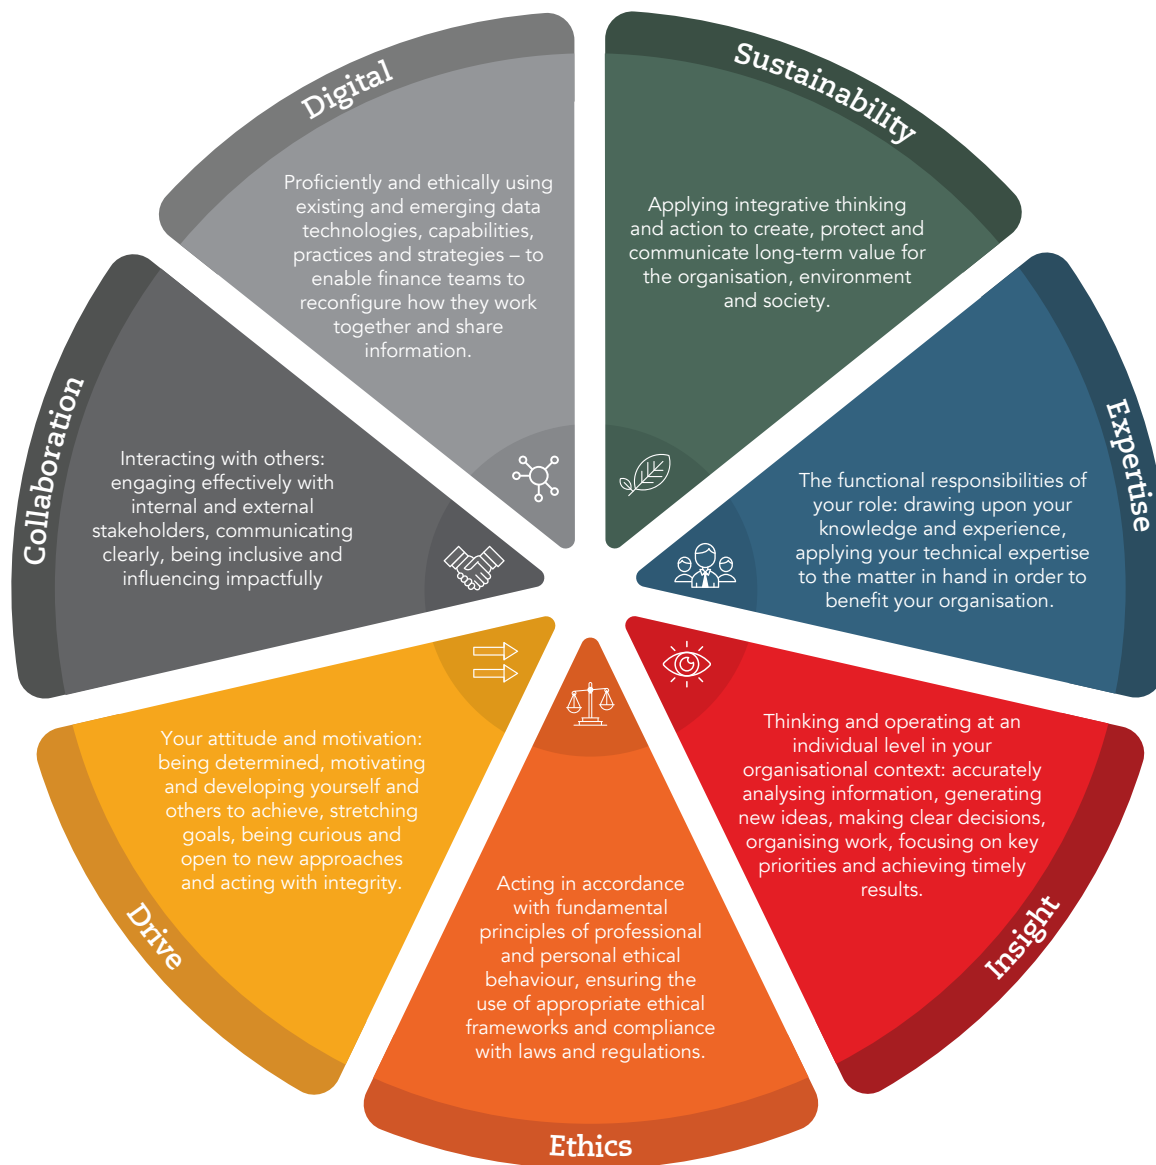 Digital
Proficiently and ethically using
existing and emerging data
technologies, capabilities,
practices and strategies – to
enable finance teams to
reconfigure how they work
together and share
information.
Sustainability
Applying integrative thinking
and action to create, protect and
communicate long-term value for
the organisation, environment
and society.
Expertise
The functional responsibilities of
your role: drawing upon your
knowledge and experience,
applying your technical expertise
to the matter in hand in order to
benefit your organisation.
Insight
Thinking and operating at an
individual level in your
organisational context: accurately
analysing information, generating
new ideas, making clear decisions,
organising work, focusing on key
priorities and achieving timely
results.
Ethics
Acting in accordance
with fundamental
principles of professional
and personal ethical
behaviour, ensuring the
use of appropriate ethical
frameworks and compliance
with laws and regulations.
Drive
Your attitude and motivation:
being determined, motivating
and developing yourself and
others to achieve, stretching
goals, being curious and
open to new approaches
and acting with integrity.
Collaboration
Interacting with others:
engaging effectively with
internal and external
stakeholders, communicating
clearly, being inclusive and
influencing impactfully